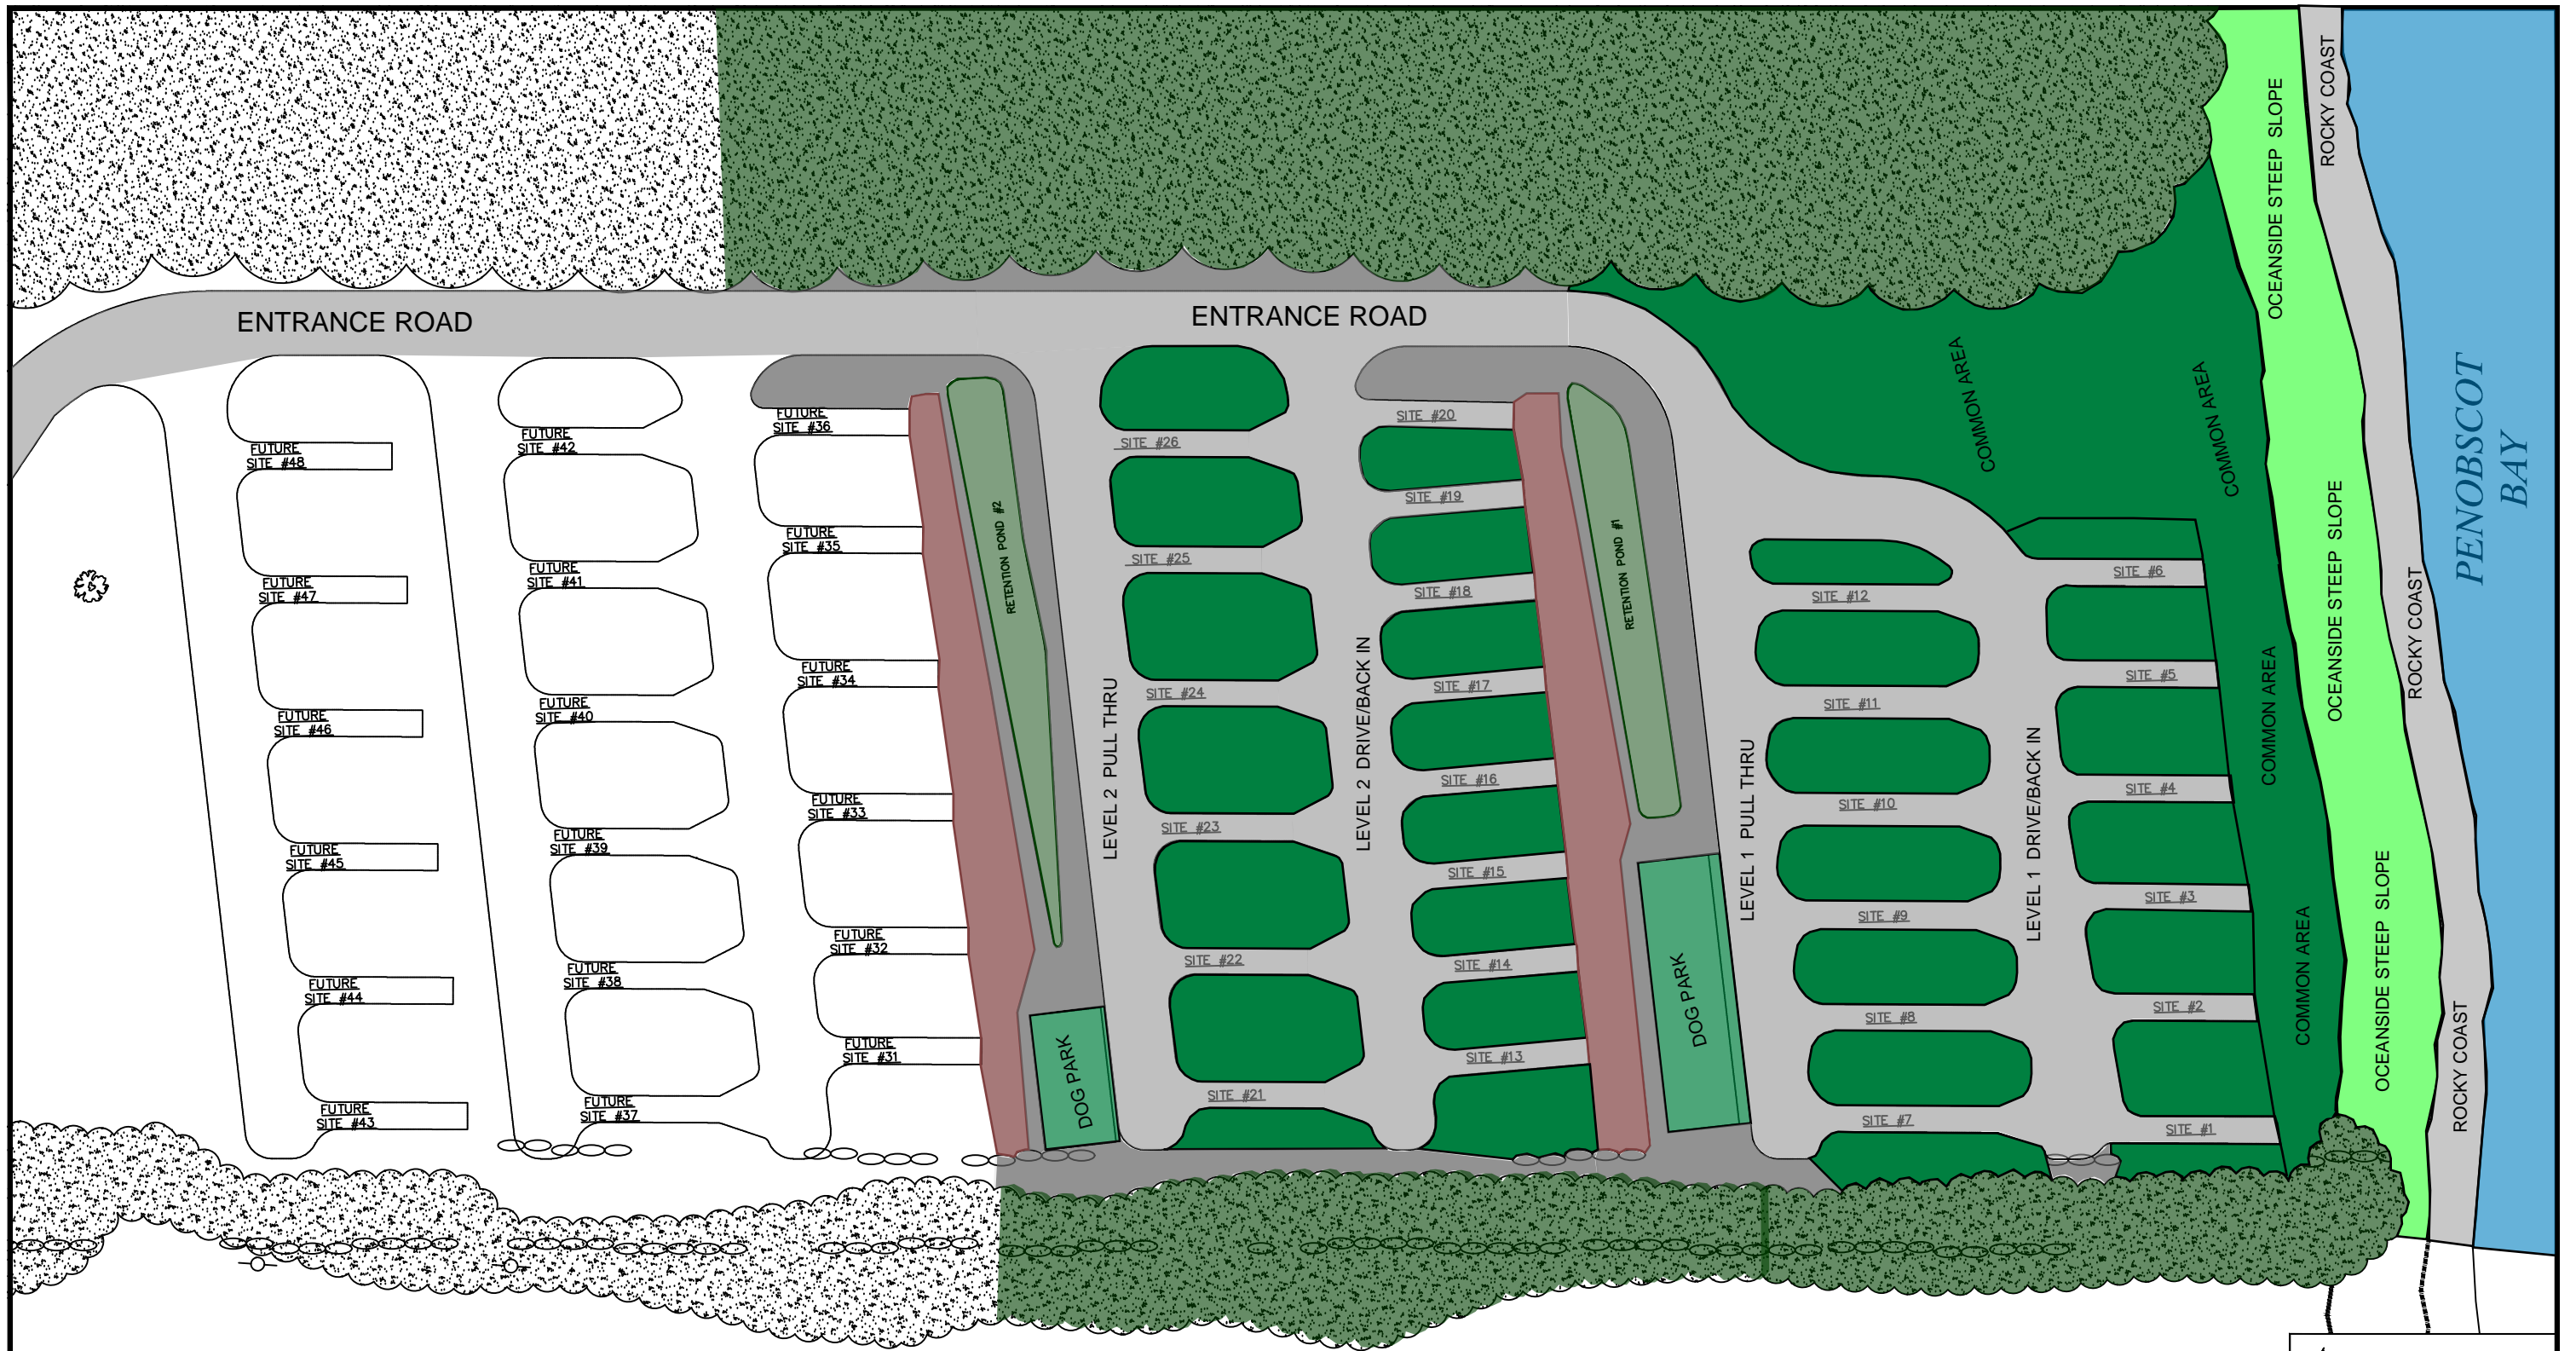 ENTRANCE ROAD
ENTRANCE ROAD
FUTURE
SITE #48
FUTURE
SITE #47
FUTURE
SITE #46
FUTURE
SITE #45
FUTURE
SITE #44
FUTURE
SITE #43
FUTURE
SITE #42
FUTURE
SITE #41
FUTURE
SITE #40
FUTURE
SITE #39
FUTURE
SITE #38
FUTURE
SITE #37
FUTURE
SITE #36
FUTURE
SITE #35
FUTURE
SITE #34
FUTURE
SITE #33
FUTURE
SITE #32
FUTURE
SITE #31
RETENTION POND #2
DOG PARK
LEVEL 2 PULL THRU
SITE #26
SITE #25
SITE #24
SITE #23
SITE #22
SITE #21
LEVEL 2 DRIVE/BACK IN
SITE #20
SITE #19
SITE #18
SITE #17
SITE #16
SITE #15
SITE #14
SITE #13
RETENTION POND #1
DOG PARK
LEVEL 1 PULL THRU
SITE #12
SITE #11
SITE #10
SITE #9
SITE #8
SITE #7
LEVEL 1 DRIVE/BACK IN
SITE #6
SITE #5
SITE #4
SITE #3
SITE #2
SITE #1
COMMON AREA
COMMON AREA
COMMON AREA
COMMON AREA
OCEANSIDE STEEP SLOPE
OCEANSIDE STEEP SLOPE
OCEANSIDE STEEP SLOPE
ROCKY COAST
ROCKY COAST
ROCKY COAST
PENOBSCOT
BAY